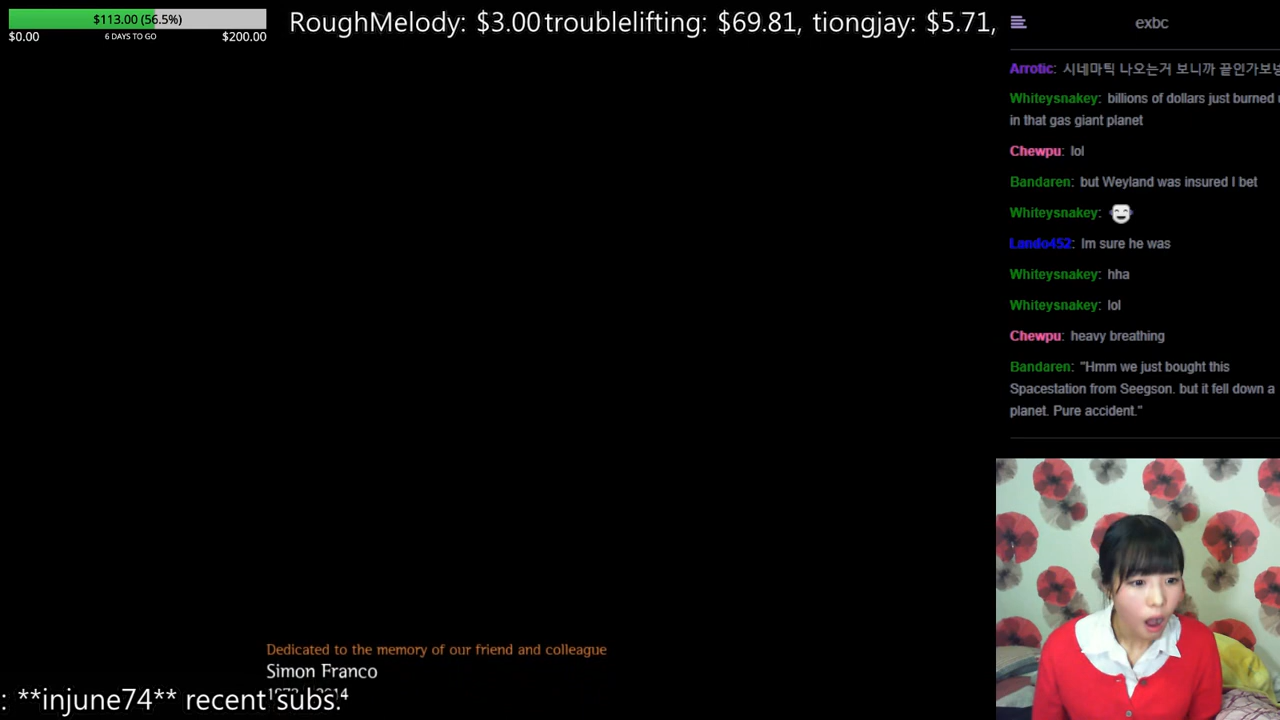 $113.00 (56.5%)
$0.00
6 DAYS TO GO
$200.00
RoughMelody: $3.00 troublelifting: $69.81, tiongjay: $5.71,
exbc
Arrotic: 시네마틱 나오는거 보니까 끝인가보넹
Whiteysnakey: billions of dollars just burned
in that gas giant planet
Chewpu: lol
Bandaren: but Weyland was insured I bet
Whiteysnakey:
Lando452: Im sure he was
Whiteysnakey: hha
Whiteysnakey: lol
Chewpu: heavy breathing
Bandaren: "Hmm we just bought this
Spacestation from Seegson. but it fell down a
planet. Pure accident."
Dedicated to the memory of our friend and colleague
Simon Franco
: **injune74** recent subs.